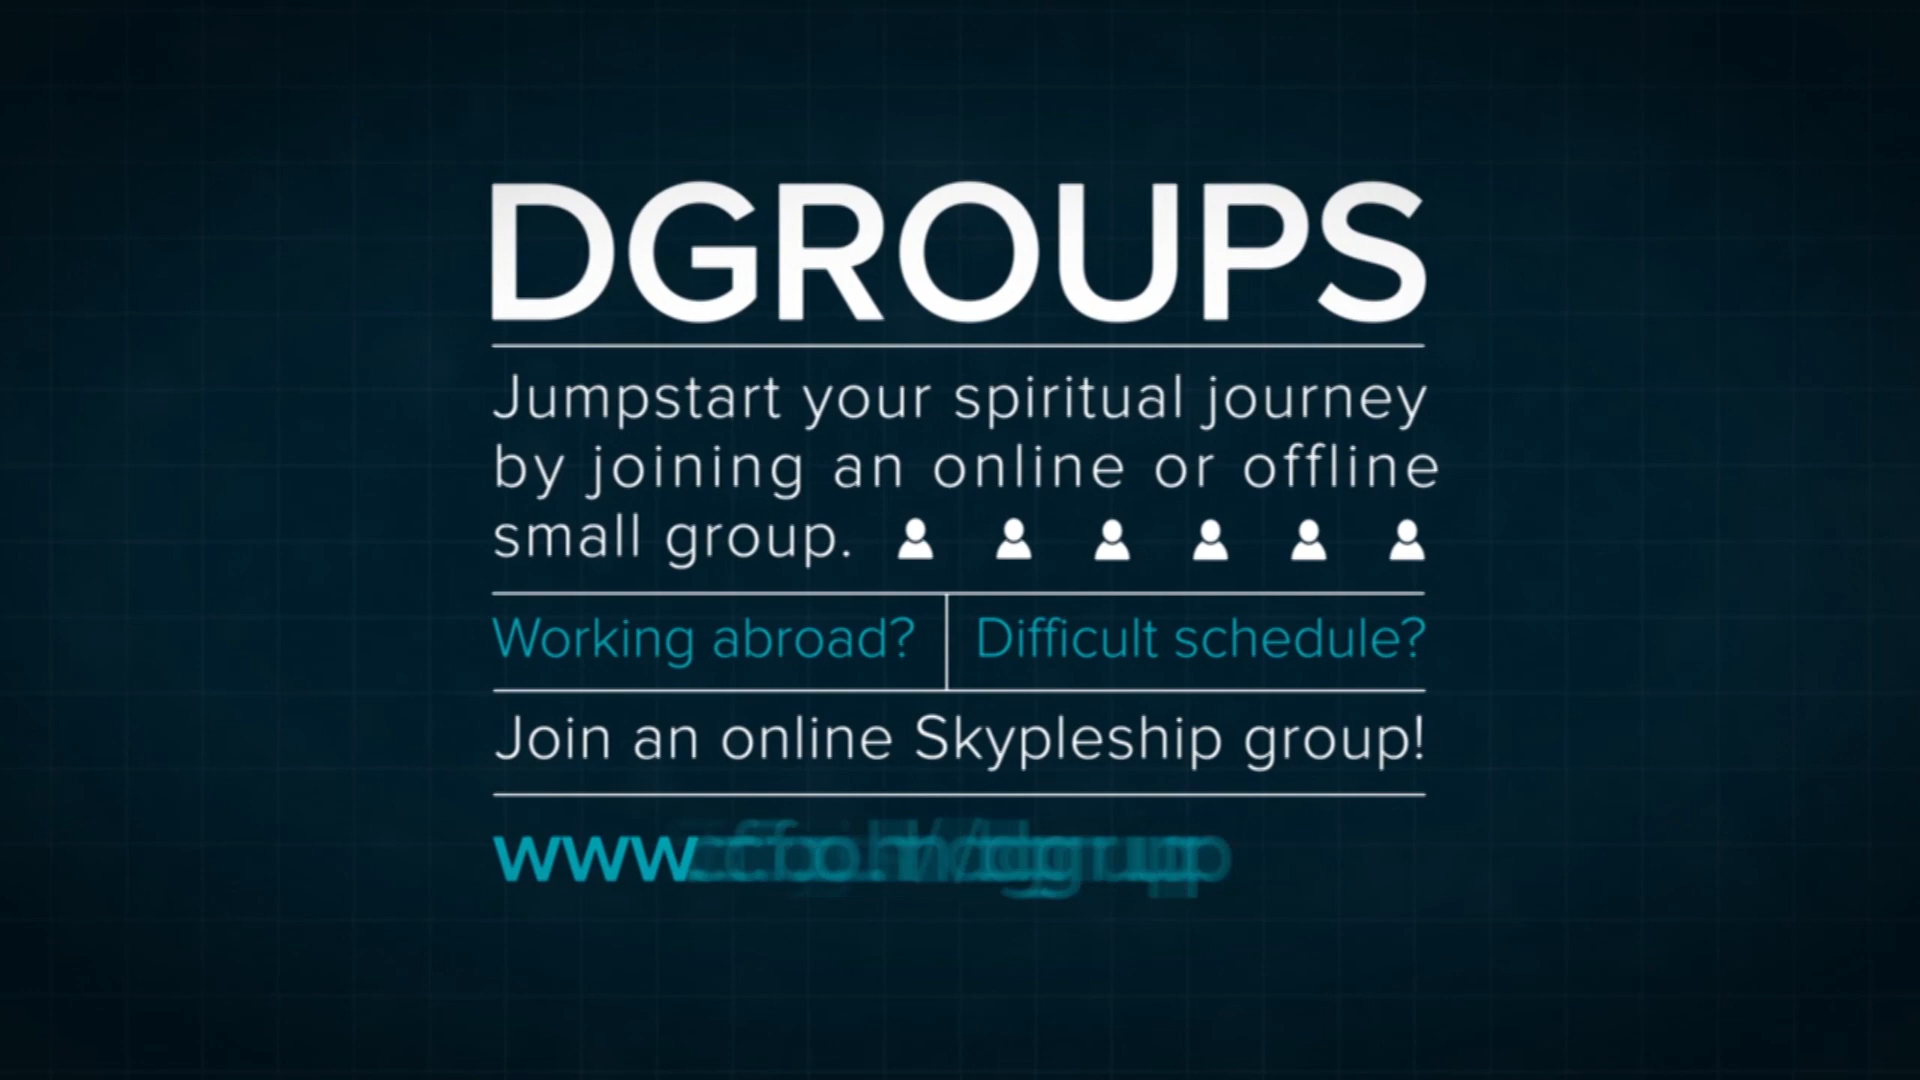 DGROUPS
Jumpstart your spiritual journey
by joining an online or offline
small group.
Working abroad? Difficult schedule?
Join an online Skypleship group!
www